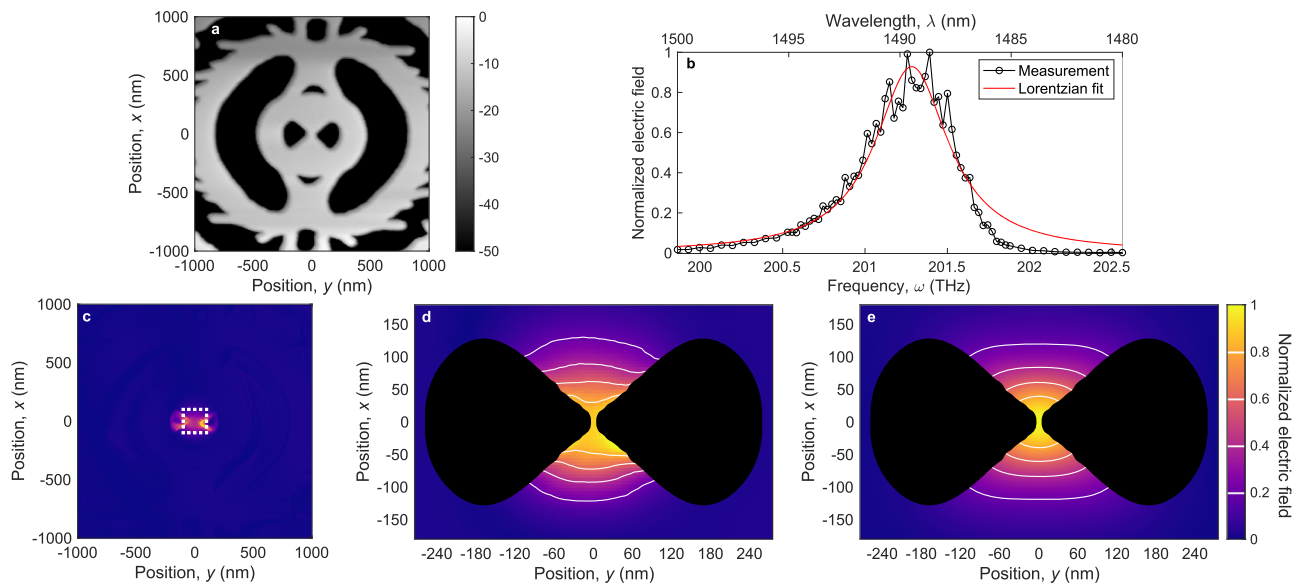 a
1000
500
0
-500
-1000
Position, x (nm)
-1000 -500 0 500 1000
Position, y (nm)
0
-10
-20
-30
-40
-50
Wavelength, λ (nm)
1500 1495 1490 1485 1480
b
Measurement
Lorentzian fit
1
0.8
0.6
0.4
0.2
0
Normalized electric field
200 200.5 201 201.5 202 202.5
Frequency, ω (THz)
c
1000
500
0
-500
-1000
Position, x (nm)
-1000 -500 0 500 1000
Position, y (nm)
d
150
100
50
0
-50
-100
-150
Position, x (nm)
-240 -180 -120 -60 0 60 120 180 240
Position, y (nm)
e
150
100
50
0
-50
-100
-150
Position, x (nm)
-240 -180 -120 -60 0 60 120 180 240
Position, y (nm)
1
0.8
0.6
0.4
0.2
0
Normalized electric field